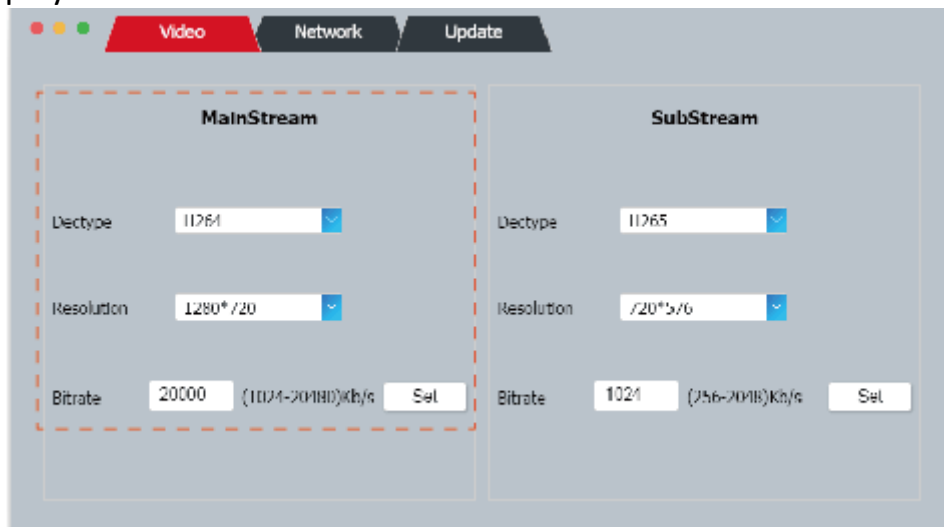 Video Network Update
MainStream
Dectype H264
Resolution 1280*720
Bitrate 20000 (1024-20480)Kb/s Set
SubStream
Dectype H265
Resolution 720*576
Bitrate 1024 (256-2048)Kb/s Set